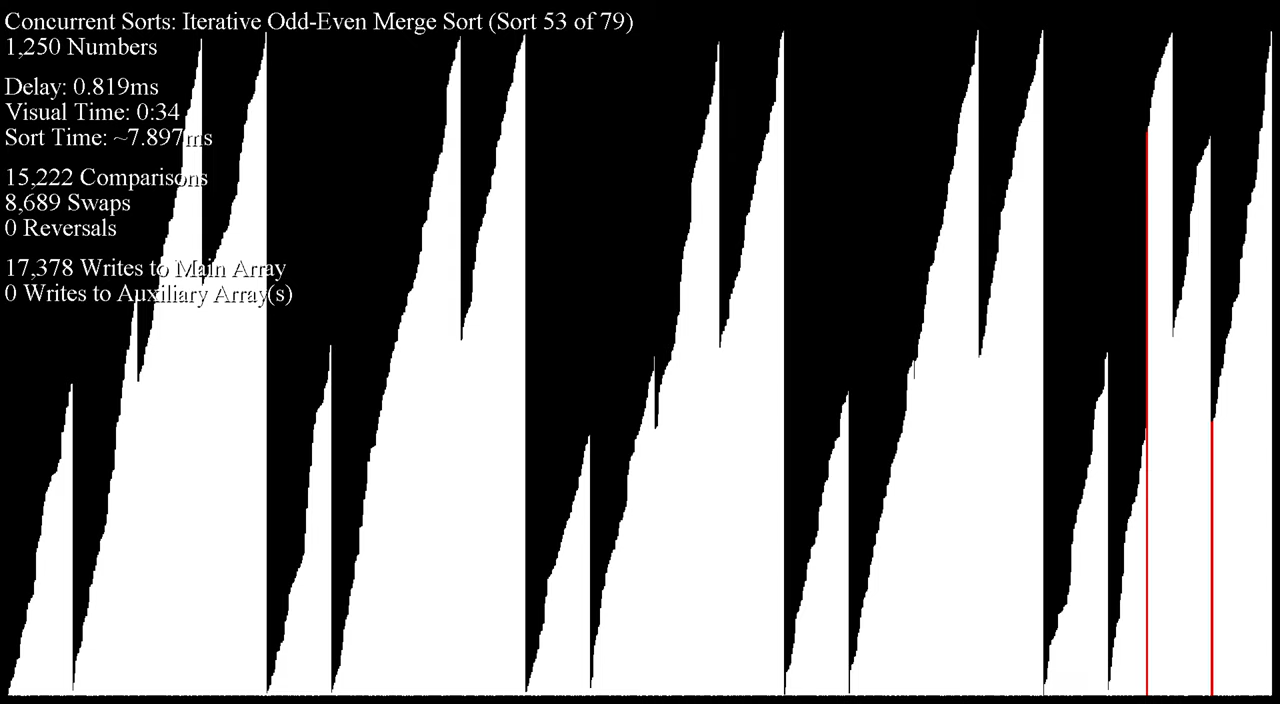 Concurrent Sorts: Iterative Odd-Even Merge Sort (Sort 53 of 79)
1,250 Numbers
Delay: 0.819ms
Visual Time: 0:34
Sort Time: ~7.897ms
15,222 Comparisons
8,689 Swaps
0 Reversals
17,378 Writes to Main Array
0 Writes to Auxiliary Array(s)